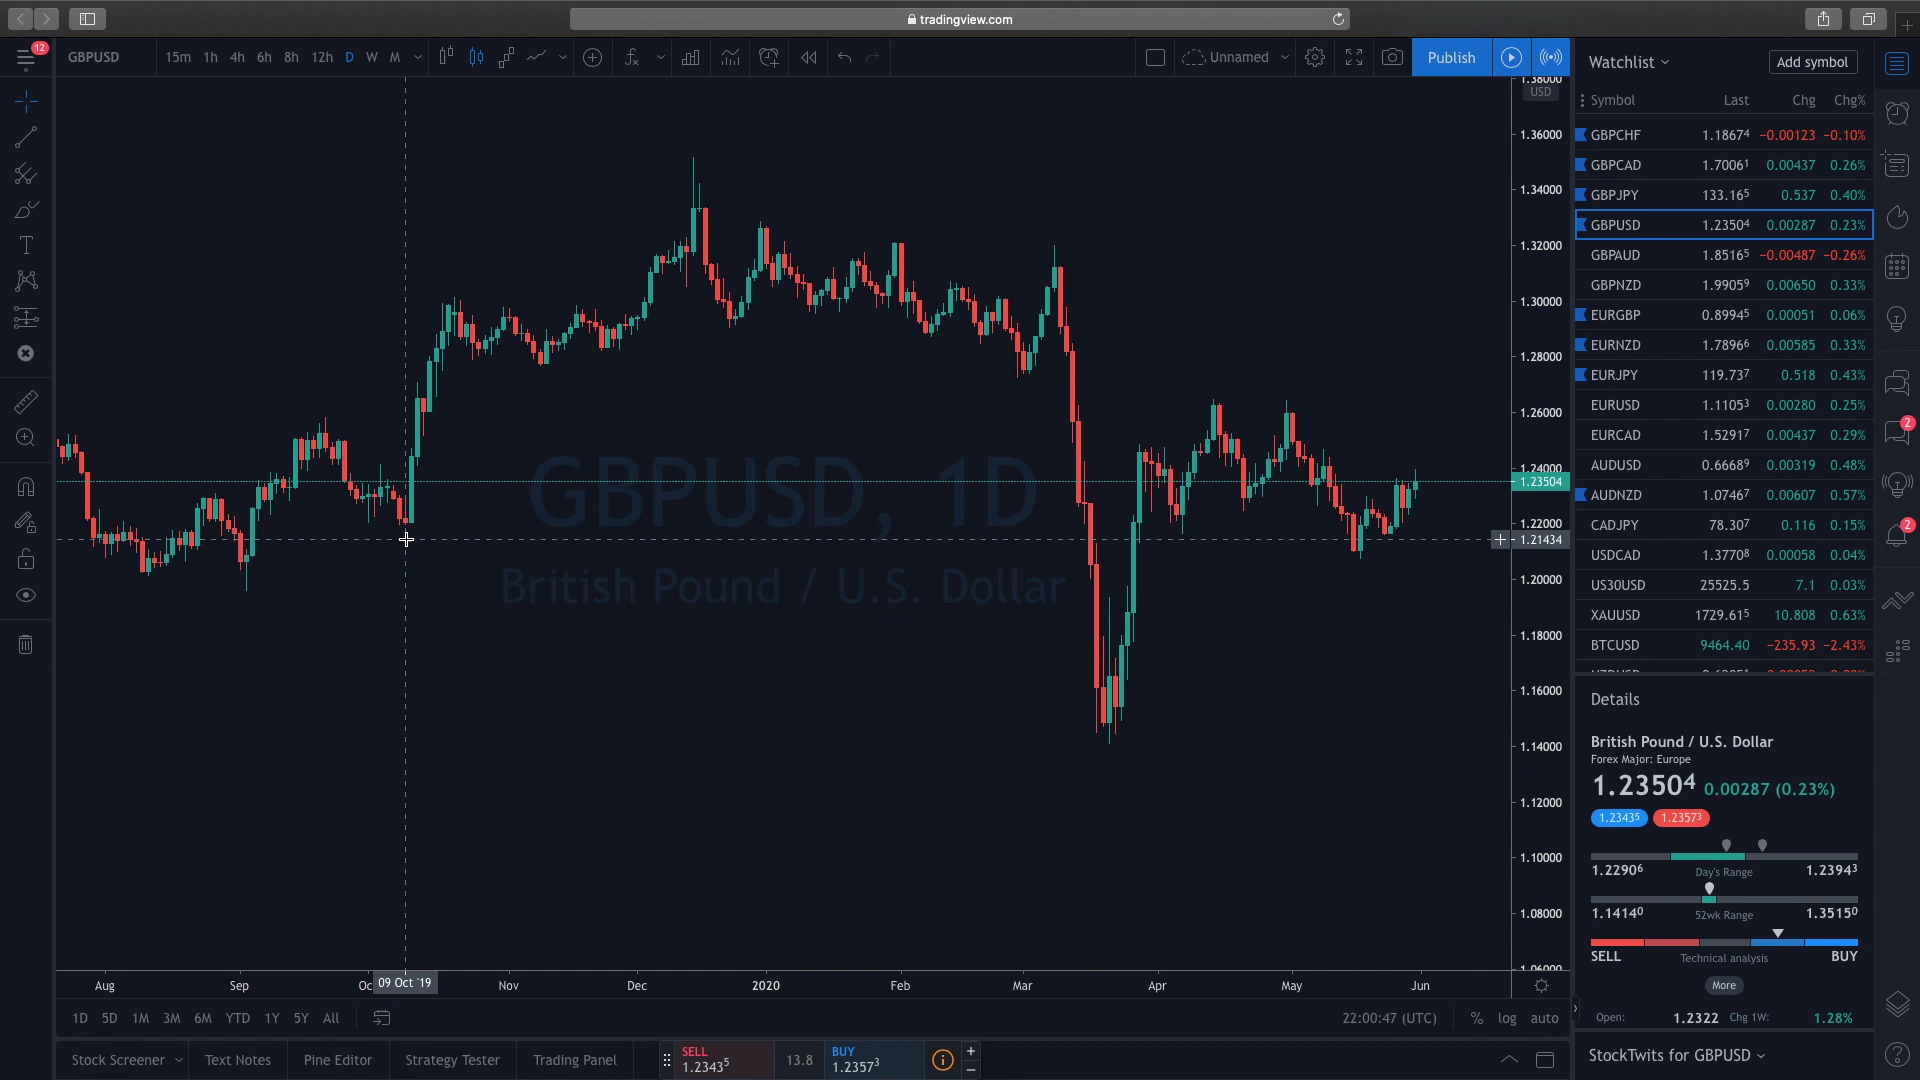 tradingview.com
12
GBPUSD 15m 1h 4h 6h 8h 12h D W M Unnamed Publish
Watchlist Add symbol
Symbol Last Chg Chg%
GBPCHF 1.18674 −0.00123 −0.10%
GBPCAD 1.70061 0.00437 0.26%
GBPJPY 133.165 0.537 0.40%
GBPUSD 1.23504 0.00287 0.23%
GBPAUD 1.85165 −0.00487 −0.26%
GBPNZD 1.99059 0.00650 0.33%
EURGBP 0.89945 0.00051 0.06%
EURNZD 1.78966 0.00585 0.33%
EURJPY 119.737 0.518 0.43%
EURUSD 1.11053 0.00280 0.25%
EURCAD 1.52917 0.00437 0.29%
AUDUSD 0.66689 0.00319 0.48%
AUDNZD 1.07467 0.00607 0.57%
CADJPY 78.307 0.116 0.15%
USDCAD 1.37708 0.00058 0.04%
US30USD 25525.5 7.1 0.03%
XAUUSD 1729.615 10.808 0.63%
BTCUSD 9464.40 −235.93 −2.43%
2
2
1.38000
USD
1.36000
1.34000
1.32000
1.30000
1.28000
1.26000
1.24000
1.23504
1.22000
1.21434
1.20000
1.18000
1.16000
1.14000
1.12000
1.10000
1.08000
1.06000
GBPUSD, 1D
British Pound / U.S. Dollar
Aug Sep Oc 09 Oct '19 Nov Dec 2020 Feb Mar Apr May Jun
1D 5D 1M 3M 6M YTD 1Y 5Y All 22:00:47 (UTC) % log auto
Stock Screener Text Notes Pine Editor Strategy Tester Trading Panel
SELL
1.23435
13.8
BUY
1.23573
Details
British Pound / U.S. Dollar
Forex Major: Europe
1.23504 0.00287 (0.23%)
1.23435 1.23573
1.22906 Day's Range 1.23943
1.14140 52wk Range 1.35150
SELL Technical analysis BUY
More
Open: 1.2322 Chg 1W: 1.28%
StockTwits for GBPUSD